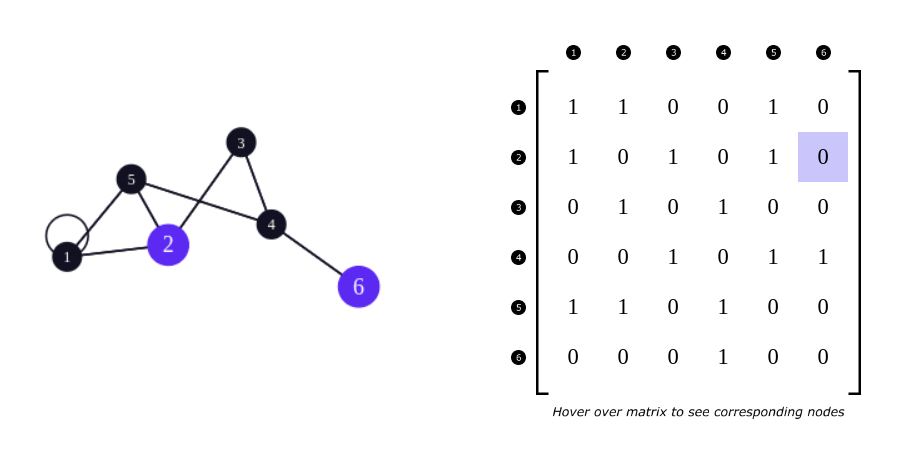 1 2 3 4 5 6
1 1 1 0 0 1 0
2 1 0 1 0 1 0
3 0 1 0 1 0 0
4 0 0 1 0 1 1
5 1 1 0 1 0 0
6 0 0 0 1 0 0
Hover over matrix to see corresponding nodes
3
5
4
2
1
6